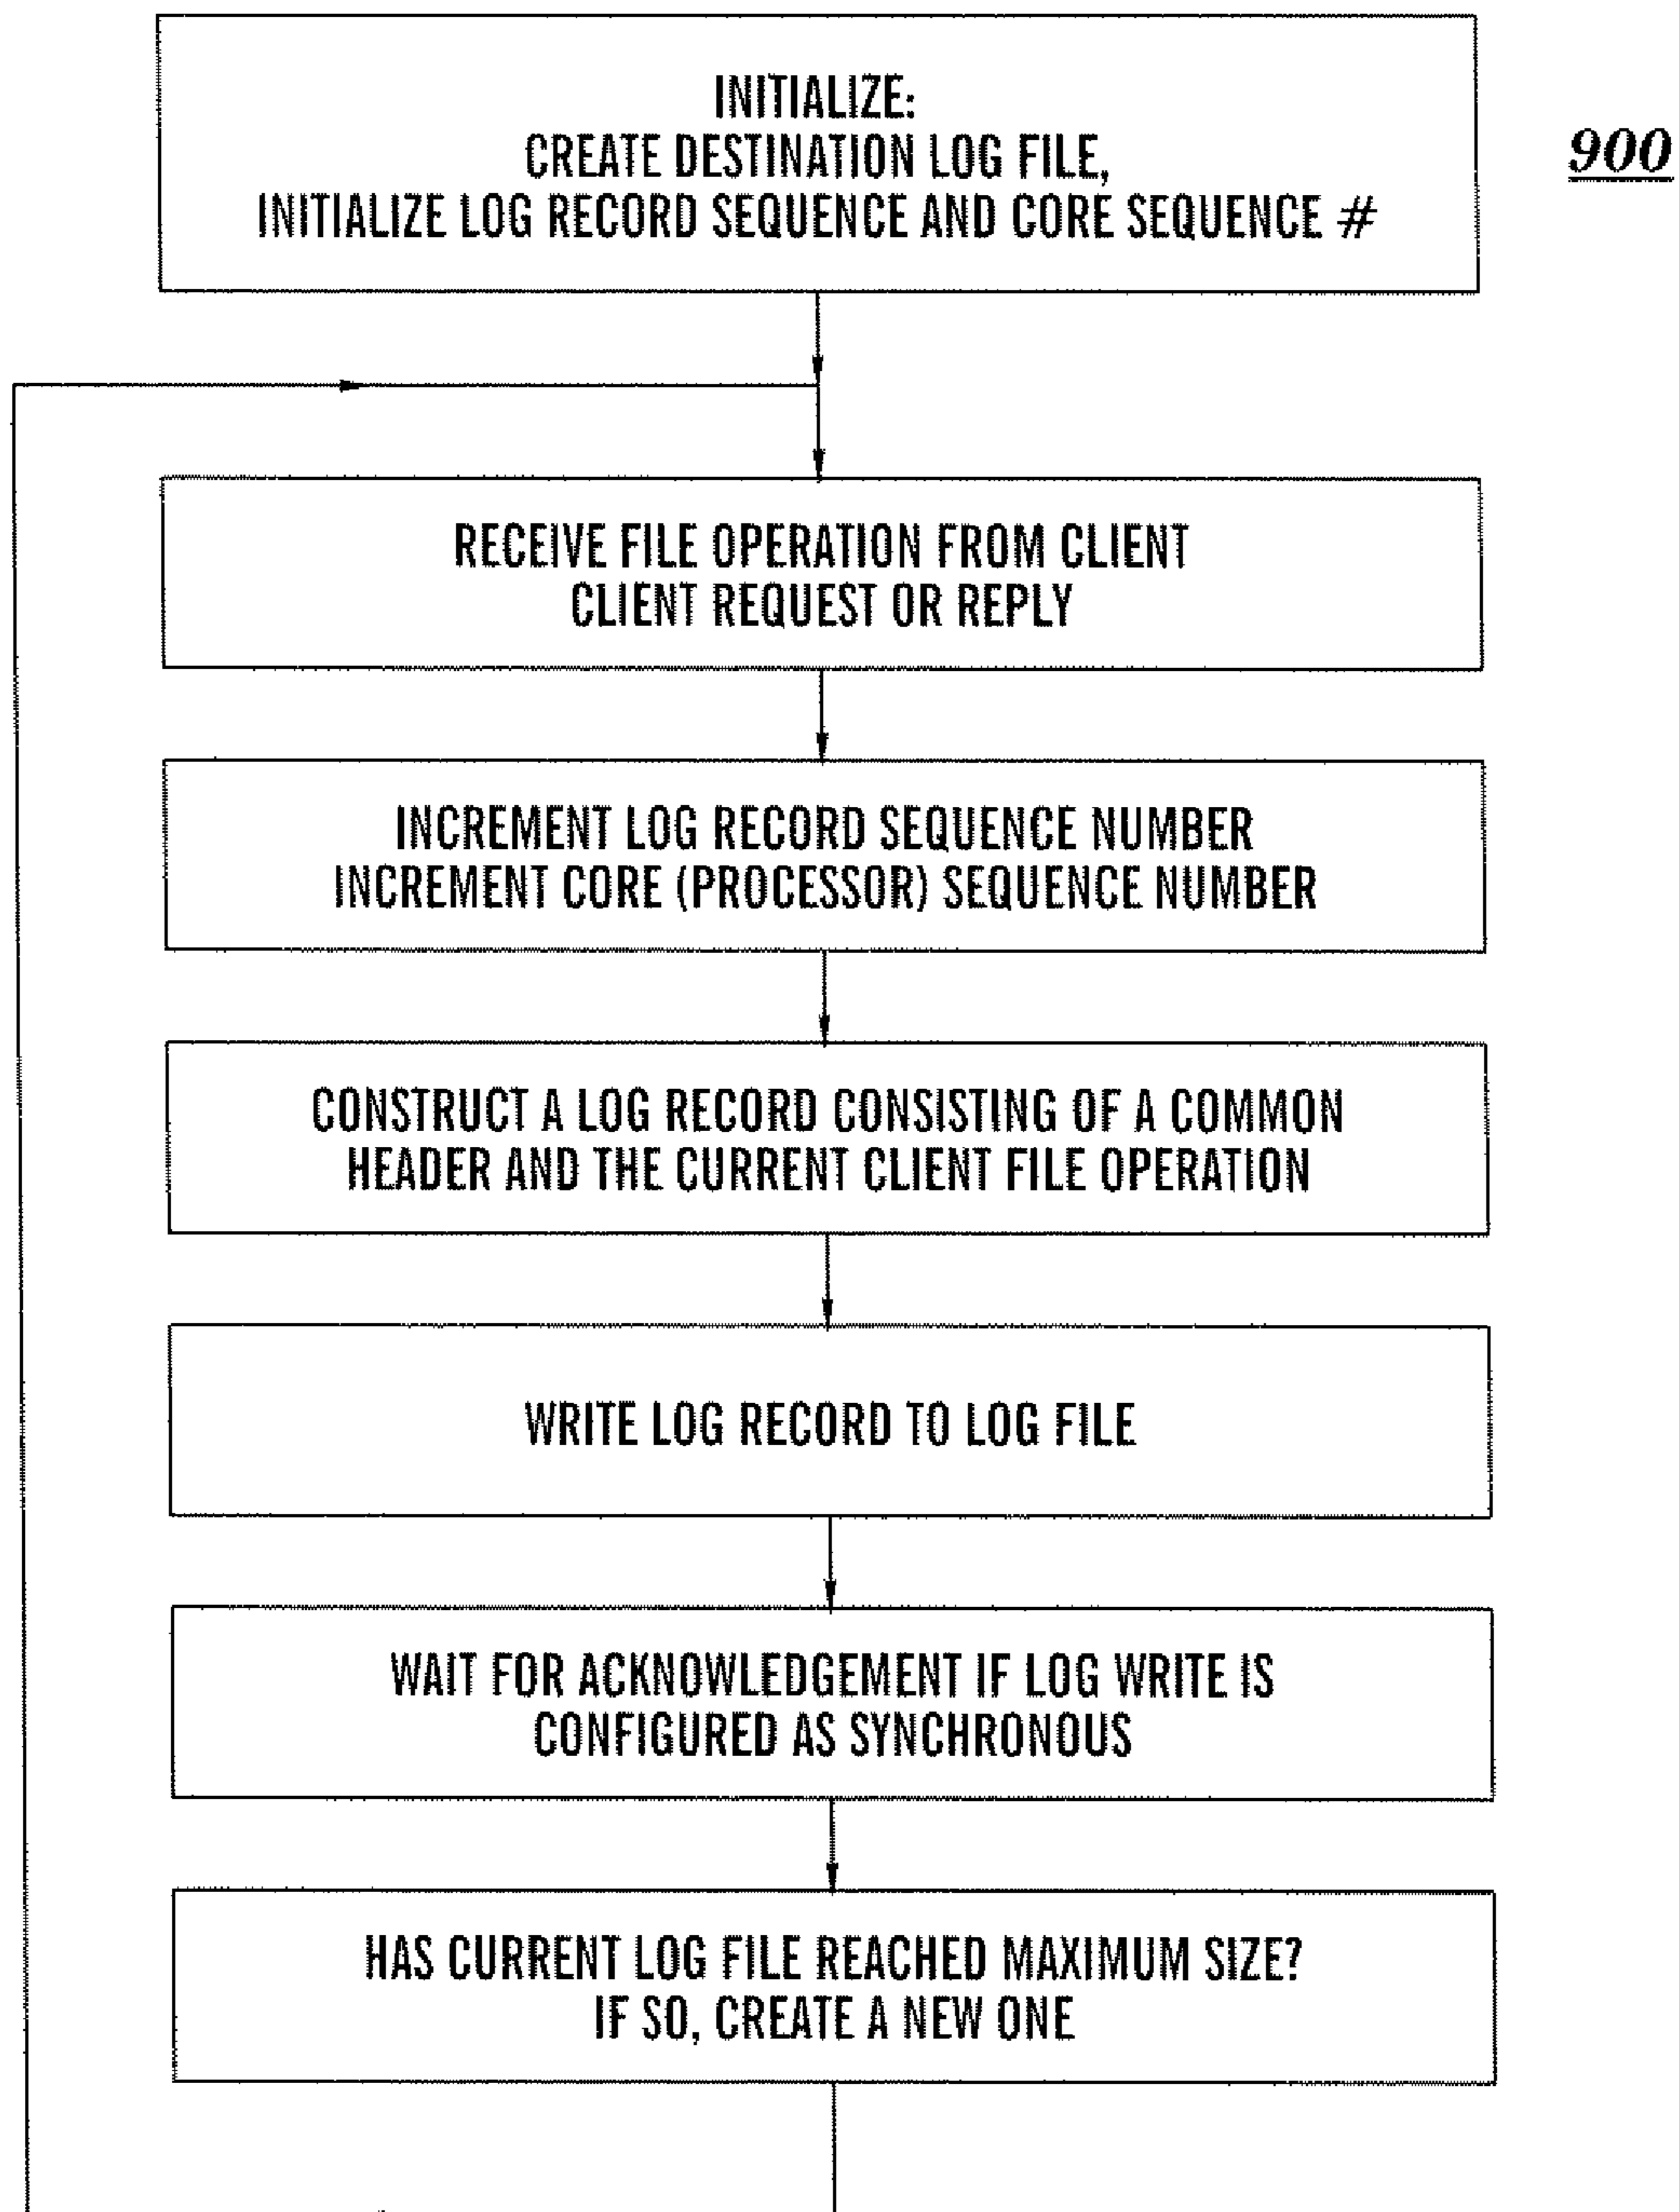 INITIALIZE:
CREATE DESTINATION LOG FILE,
INITIALIZE LOG RECORD SEQUENCE AND CORE SEQUENCE #
900
RECEIVE FILE OPERATION FROM CLIENT
CLIENT REQUEST OR REPLY
INCREMENT LOG RECORD SEQUENCE NUMBER
INCREMENT CORE (PROCESSOR) SEQUENCE NUMBER
CONSTRUCT A LOG RECORD CONSISTING OF A COMMON
HEADER AND THE CURRENT CLIENT FILE OPERATION
WRITE LOG RECORD TO LOG FILE
WAIT FOR ACKNOWLEDGEMENT IF LOG WRITE IS
CONFIGURED AS SYNCHRONOUS
HAS CURRENT LOG FILE REACHED MAXIMUM SIZE?
IF SO, CREATE A NEW ONE